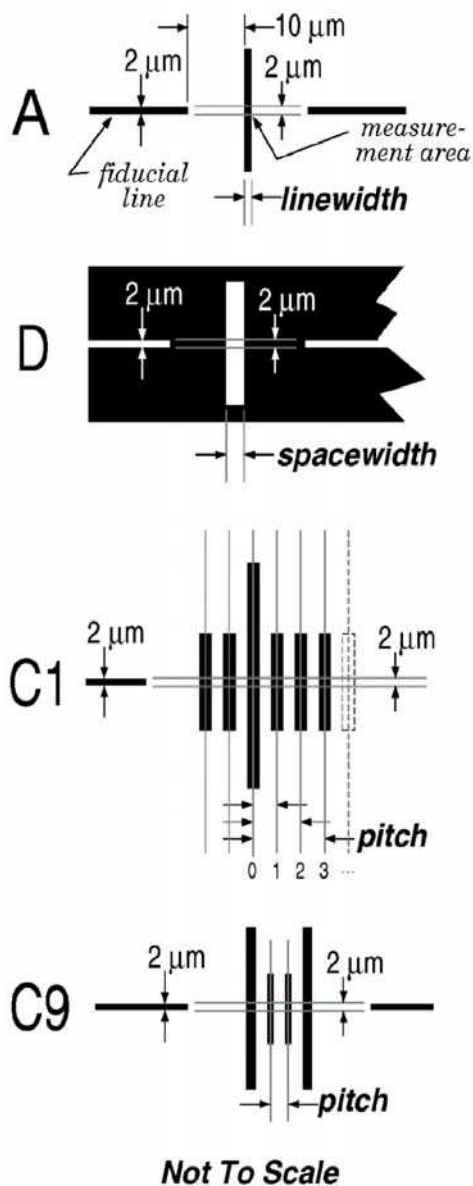 10 μm
2 μm
2 μm
A
fiducial
line
measure-
ment area
linewidth
2 μm
2 μm
D
spacewidth
2 μm
2 μm
C1
pitch
0 1 2 3 ...
2 μm
2 μm
C9
pitch
Not To Scale